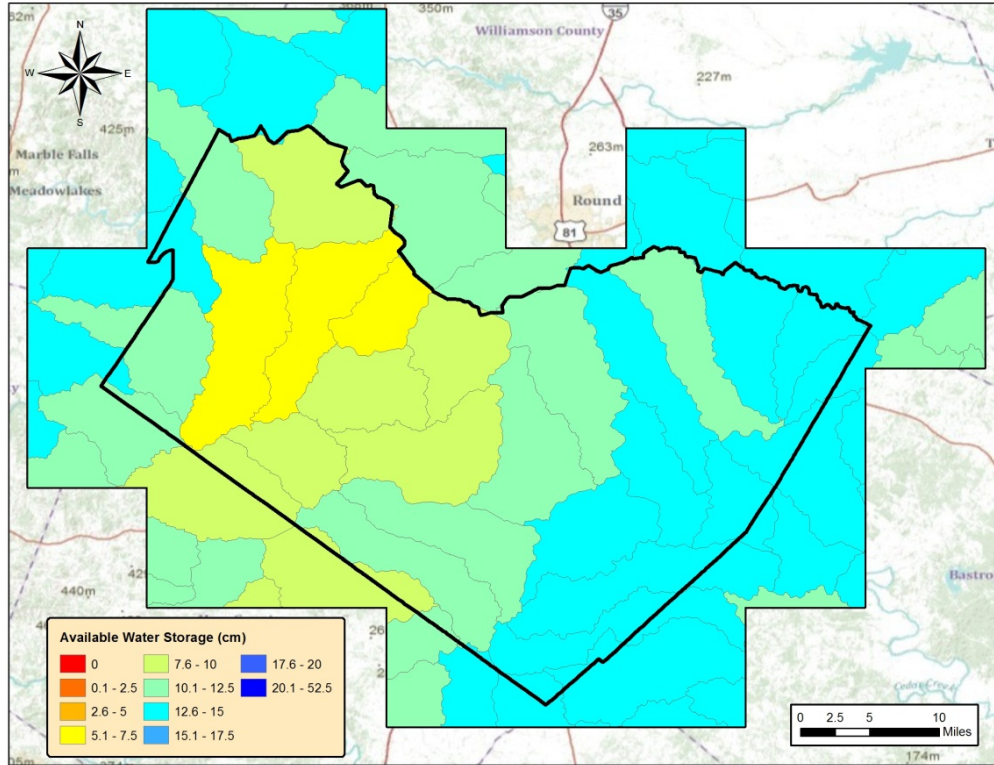 368m
350m
35
Williamson County
227m
N
W
E
S
425m
Marble Falls
Meadowlakes
263m
Round
81
Bastro
440m
Cedar Creek
174m
Available Water Storage (cm)
0
7.6 - 10
17.6 - 20
0.1 - 2.5
10.1 - 12.5
20.1 - 52.5
2.6 - 5
12.6 - 15
5.1 - 7.5
15.1 - 17.5
0 2.5 5 10
Miles